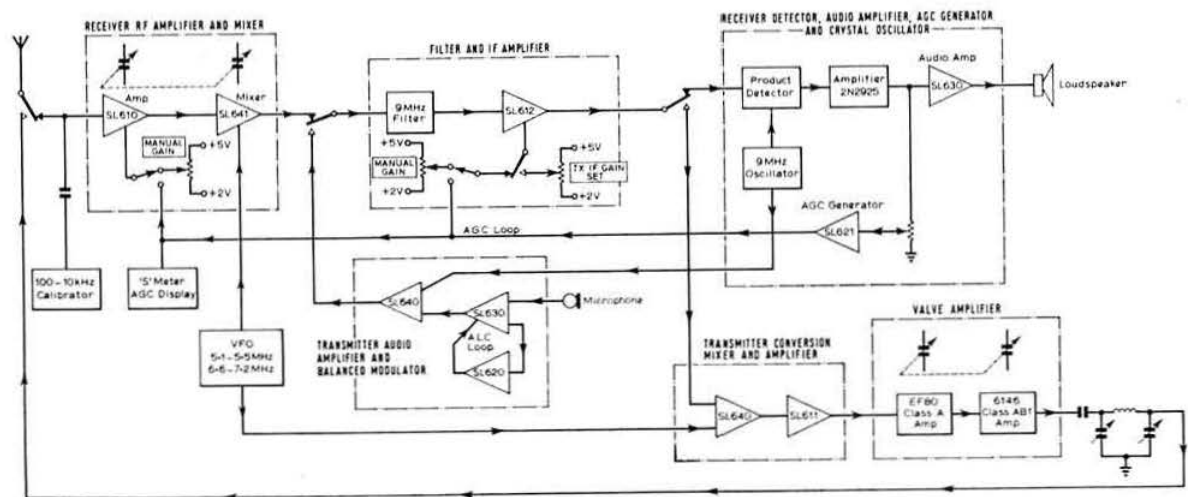 RECEIVER RF AMPLIFIER AND MIXER
Amp
SL610
Mixer
SL641
MANUAL
GAIN
+5V
+2V
FILTER AND IF AMPLIFIER
9MHz
Filter
SL612
+5V
MANUAL
GAIN
+2V
+5V
TX IF GAIN
SET
+2V
RECEIVER DETECTOR, AUDIO AMPLIFIER, AGC GENERATOR
AND CRYSTAL OSCILLATOR
Product
Detector
Amplifier
2N2925
Audio Amp
SL630
Loudspeaker
9MHz
Oscillator
AGC Generator
SL621
AGC Loop
100-10kHz
Calibrator
'S' Meter
AGC Display
VFO
5·1-5·5MHz
6·6-7·2MHz
SL640
SL630
Microphone
A.L.C
Loop
SL620
TRANSMITTER AUDIO
AMPLIFIER AND
BALANCED MODULATOR
TRANSMITTER CONVERSION
MIXER AND AMPLIFIER
SL640
SL611
VALVE AMPLIFIER
EF80
Class A
Amp
6146
Class AB1
Amp